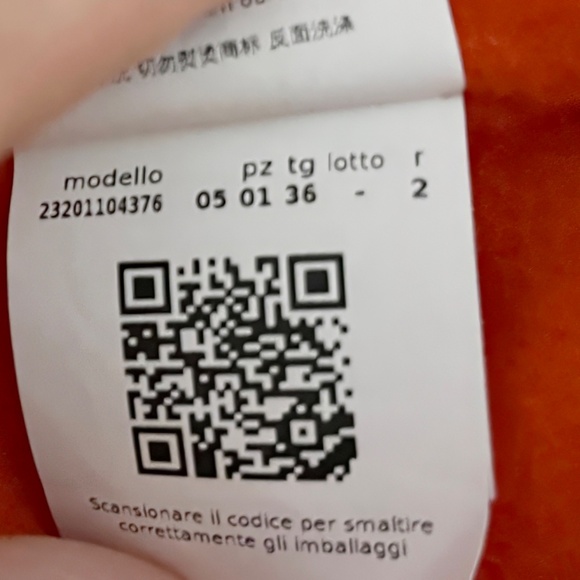 切勿熨烫商标 反面洗涤
modello pz tg lotto r
23201104376 05 01 36 - 2
Scansionare il codice per smaltire
correttamente gli imballaggi